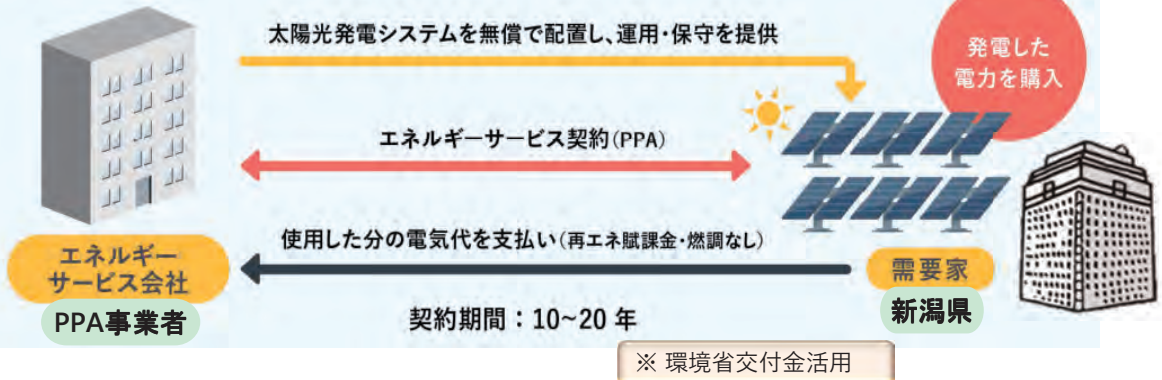 太陽光発電システムを無償で配置し、運用・保守を提供
発電した
電力を購入
エネルギーサービス契約(PPA)
使用した分の電気代を支払い(再エネ賦課金・燃調なし)
エネルギー
サービス会社
PPA事業者
需要家
新潟県
契約期間：10~20 年
※ 環境省交付金活用